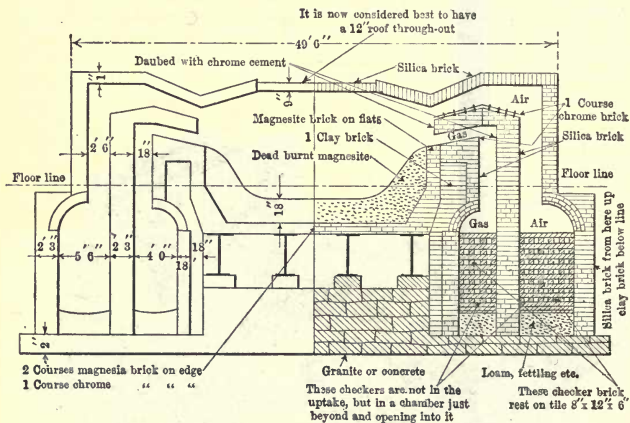 It is now considered best to have
a 12" roof through-out
49' 6"
Daubed with chrome cement
Silica brick
1"
9"
Air
Magnesite brick on flats
1 Course
chrome brick
Gas
1 Clay brick
Silica brick
2' 6"
18"
Dead burnt magnesite
Floor line
Floor line
18"
2' 3"
5' 6"
2' 3"
4' 0"
18
18"
Gas
Air
Silica brick from here up
clay brick below line
2"
2 Courses magnesia brick on edge
1 Course chrome " " "
Granite or concrete
Loam, fettling etc.
These checkers are not in the
uptake, but in a chamber just
beyond and opening into it
These checker brick
rest on tile 8" x 12" x 6"